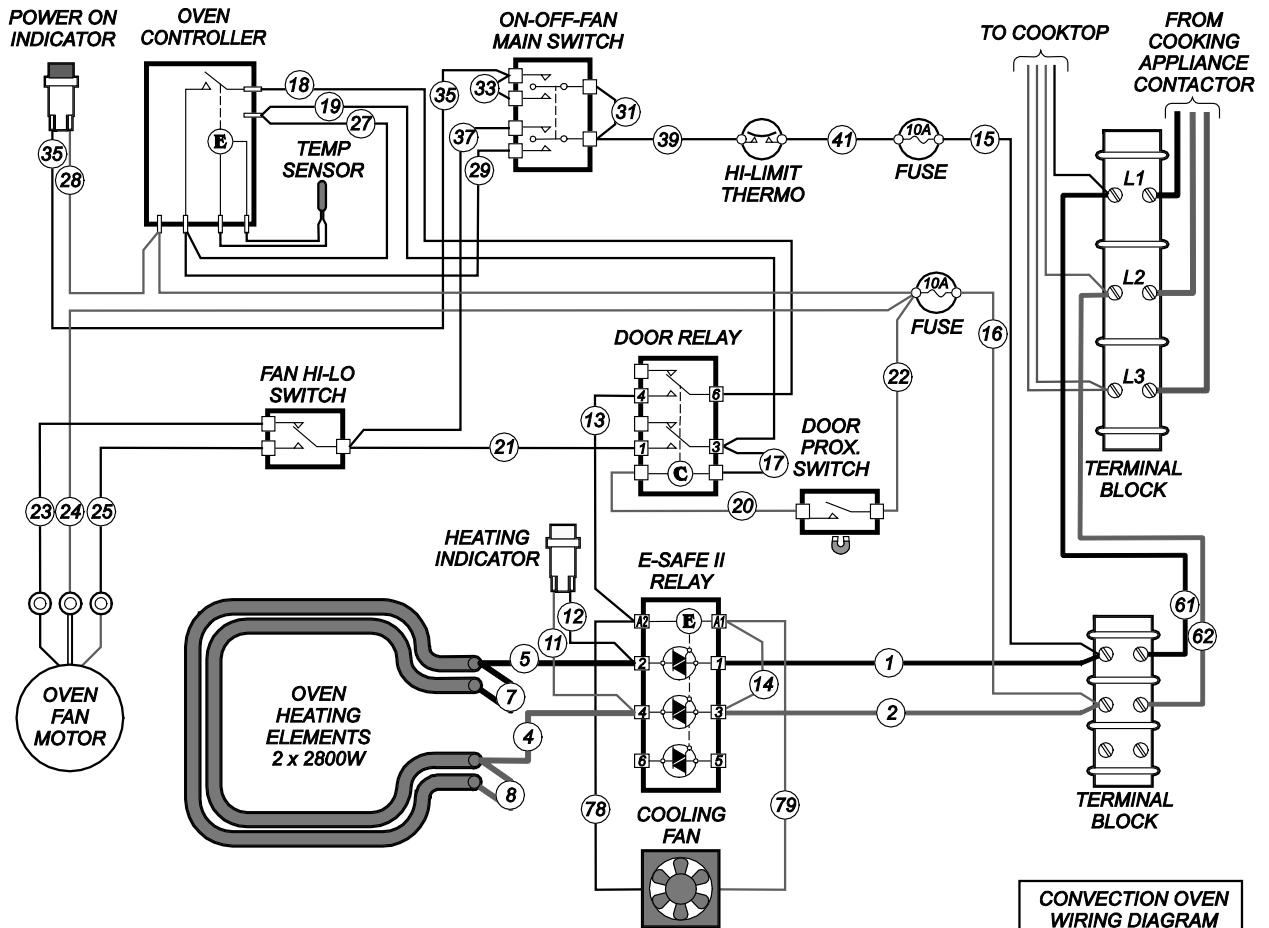 POWER ON
INDICATOR
OVEN
CONTROLLER
ON-OFF-FAN
MAIN SWITCH
TO COOKTOP
FROM
COOKING
APPLIANCE
CONTACTOR
18
19
27
E
TEMP
SENSOR
35
28
35
33
37
29
31
39
HI-LIMIT
THERMO
41
10A
FUSE
15
L1
L2
L3
TERMINAL
BLOCK
10A
FUSE
16
22
DOOR RELAY
4
6
1
3
C
13
17
FAN HI-LO
SWITCH
21
DOOR
PROX.
SWITCH
20
23
24
25
HEATING
INDICATOR
12
11
E-SAFE II
RELAY
A2
E
A1
2
1
4
3
6
5
14
1
2
61
62
5
7
4
8
OVEN
HEATING
ELEMENTS
2 x 2800W
OVEN
FAN
MOTOR
78
79
COOLING
FAN
TERMINAL
BLOCK
CONVECTION OVEN
WIRING DIAGRAM